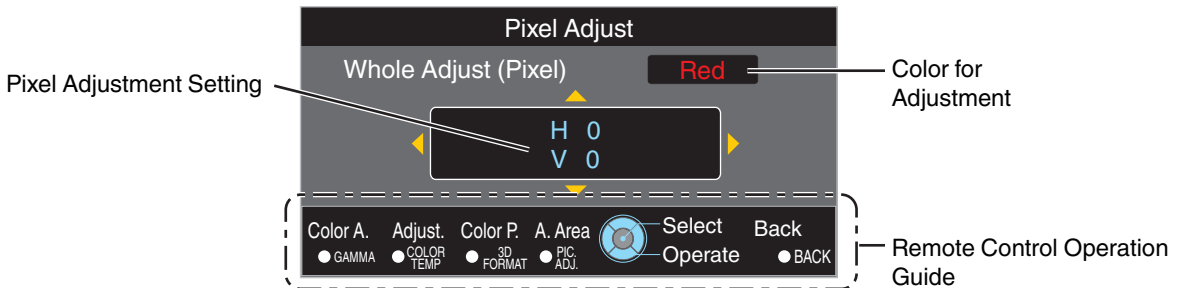 Pixel Adjust
Whole Adjust (Pixel) Red
Pixel Adjustment Setting
Color for
Adjustment
H 0
V 0
Color A. Adjust. Color P. A. Area Select Back
GAMMA COLOR TEMP 3D FORMAT PIC. ADJ. Operate BACK
Remote Control Operation
Guide